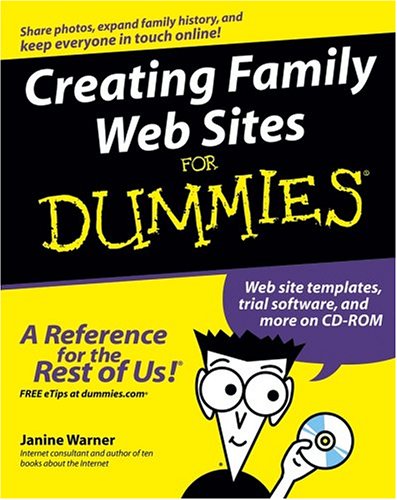 Share photos, expand family history, and
keep everyone in touch online!
Creating Family
Web Sites
FOR
DUMMIES®
Web site templates,
trial software, and
more on CD-ROM
A Reference
for the
Rest of Us!®
FREE eTips at dummies.com®
Janine Warner
Internet consultant and author of ten
books about the Internet